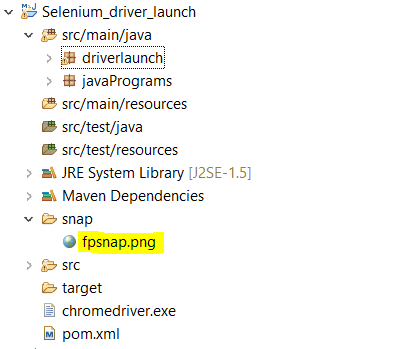 Selenium_driver_launch
src/main/java
driverlaunch
javaPrograms
src/main/resources
src/test/java
src/test/resources
JRE System Library [J2SE-1.5]
Maven Dependencies
snap
fpsnap.png
src
target
chromedriver.exe
pom.xml